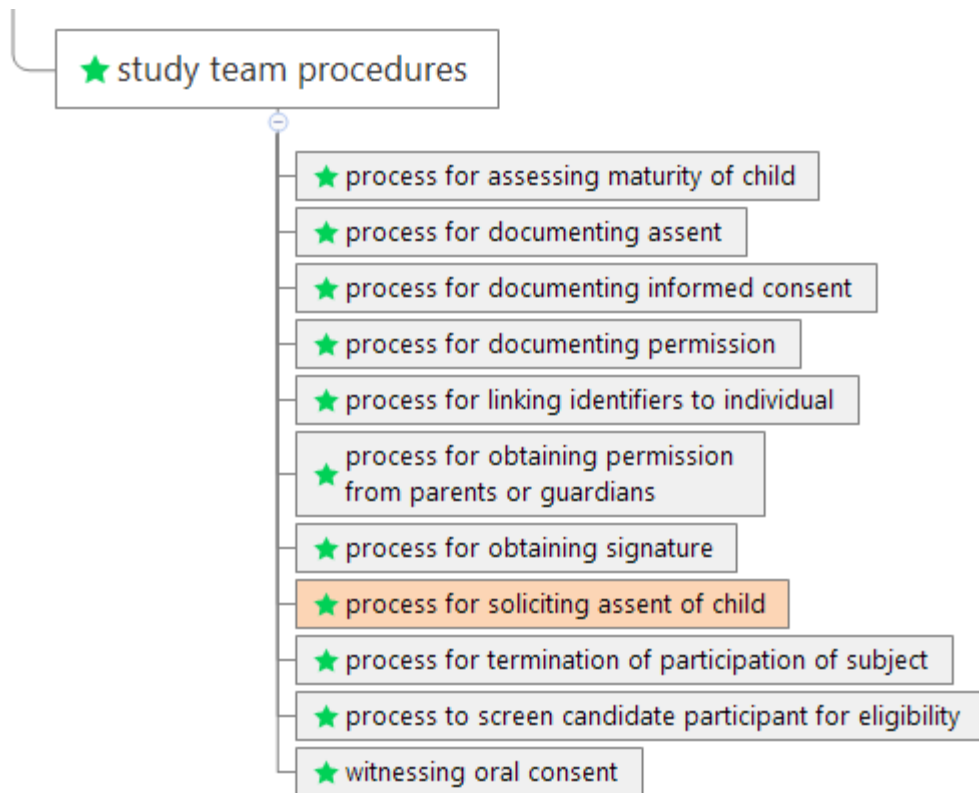 study team procedures
process for assessing maturity of child
process for documenting assent
process for documenting informed consent
process for documenting permission
process for linking identifiers to individual
process for obtaining permission
from parents or guardians
process for obtaining signature
process for soliciting assent of child
process for termination of participation of subject
process to screen candidate participant for eligibility
witnessing oral consent